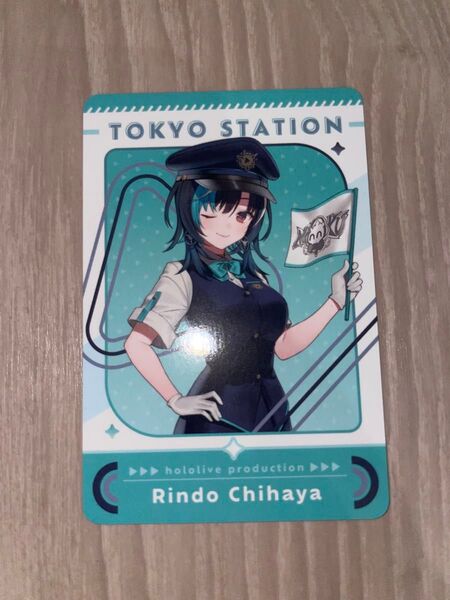 TOKYO STATION
hololive production
Rindo Chihaya